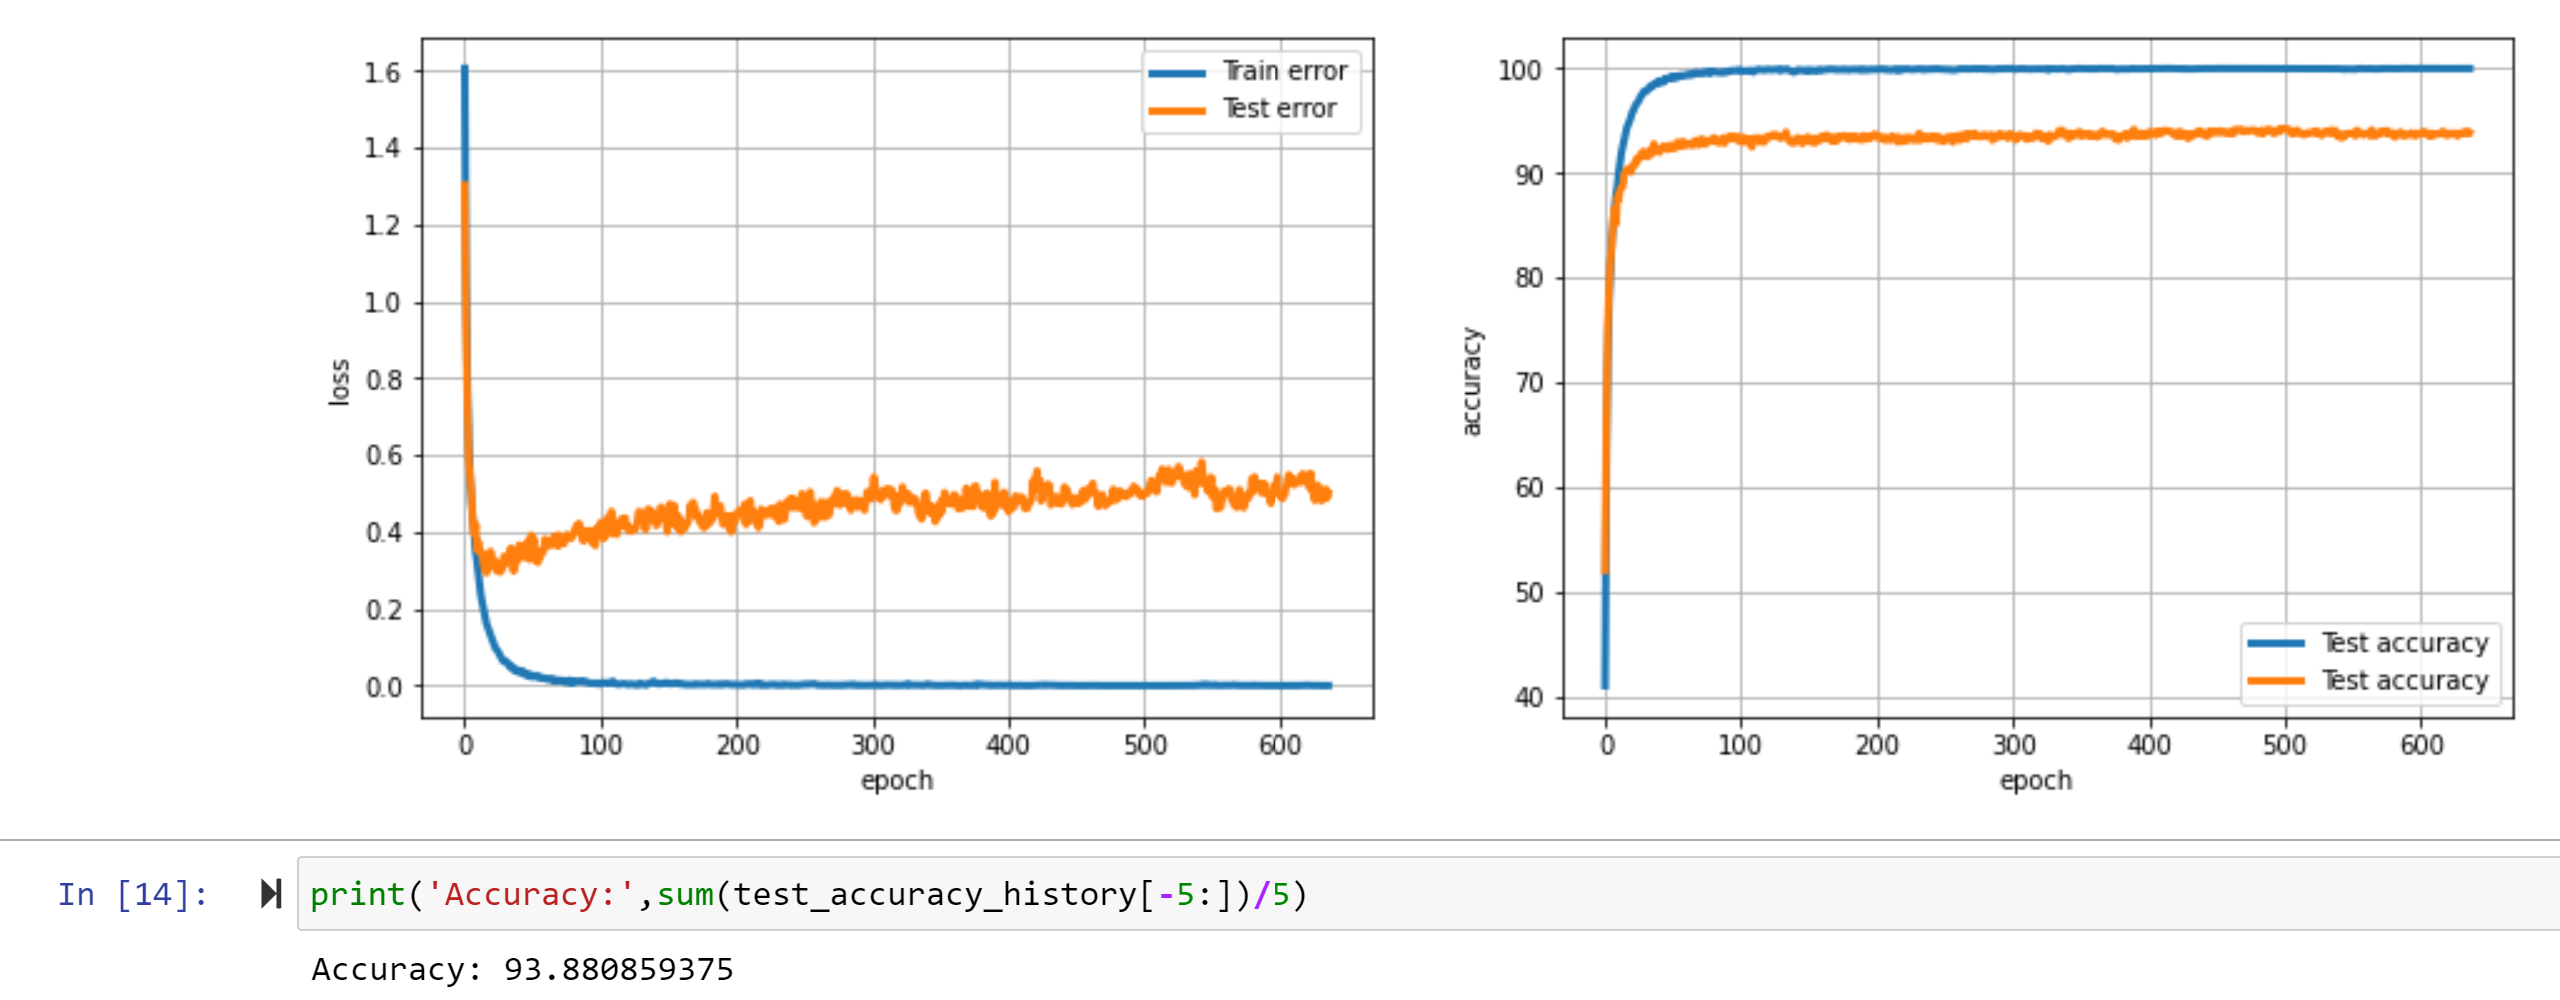 1.6
1.4
1.2
1.0
0.8
0.6
0.4
0.2
0.0
loss
0 100 200 300 400 500 600
epoch
Train error
Test error
100
90
80
70
60
50
40
accuracy
0 100 200 300 400 500 600
epoch
Test accuracy
Test accuracy
In [14]: print('Accuracy:',sum(test_accuracy_history[-5:])/5)
Accuracy: 93.880859375